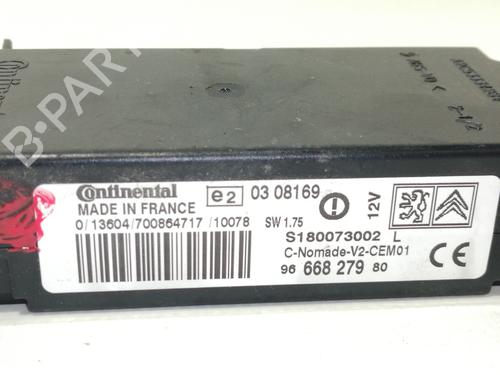 Continental
e2
03 08169
12V
MADE IN FRANCE
0/13604/700864717 /10078
SW 1.75
S180073002 L
C-Nomade-V2-CEM01
96 668 279 80
CE
B-PARTS